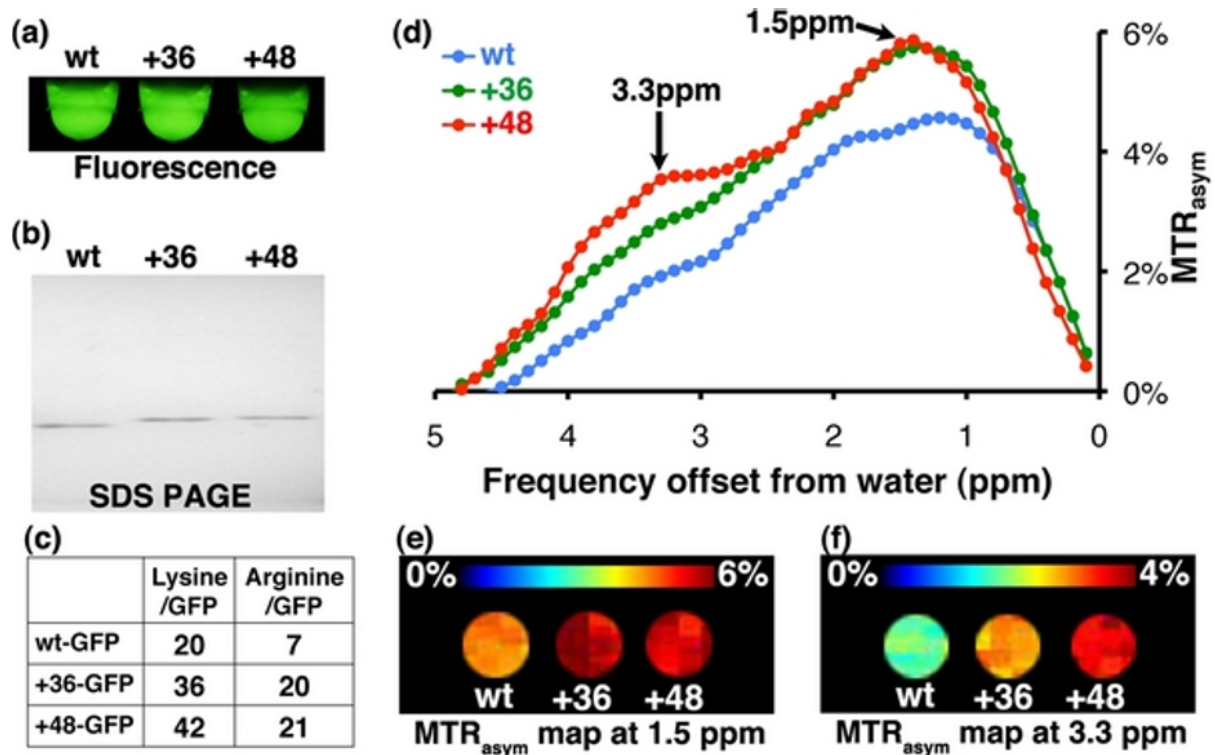 (a)
wt +36 +48
Fluorescence
(b)
wt +36 +48
SDS PAGE
(c)
Lysine /GFP Arginine /GFP
wt-GFP 20 7
+36-GFP 36 20
+48-GFP 42 21
(d)
wt
+36
+48
3.3ppm
1.5ppm
6%
4%
2%
0%
MTRasym
5 4 3 2 1 0
Frequency offset from water (ppm)
(e)
0% 6%
wt +36 +48
MTRasym map at 1.5 ppm
(f)
0% 4%
wt +36 +48
MTRasym map at 3.3 ppm